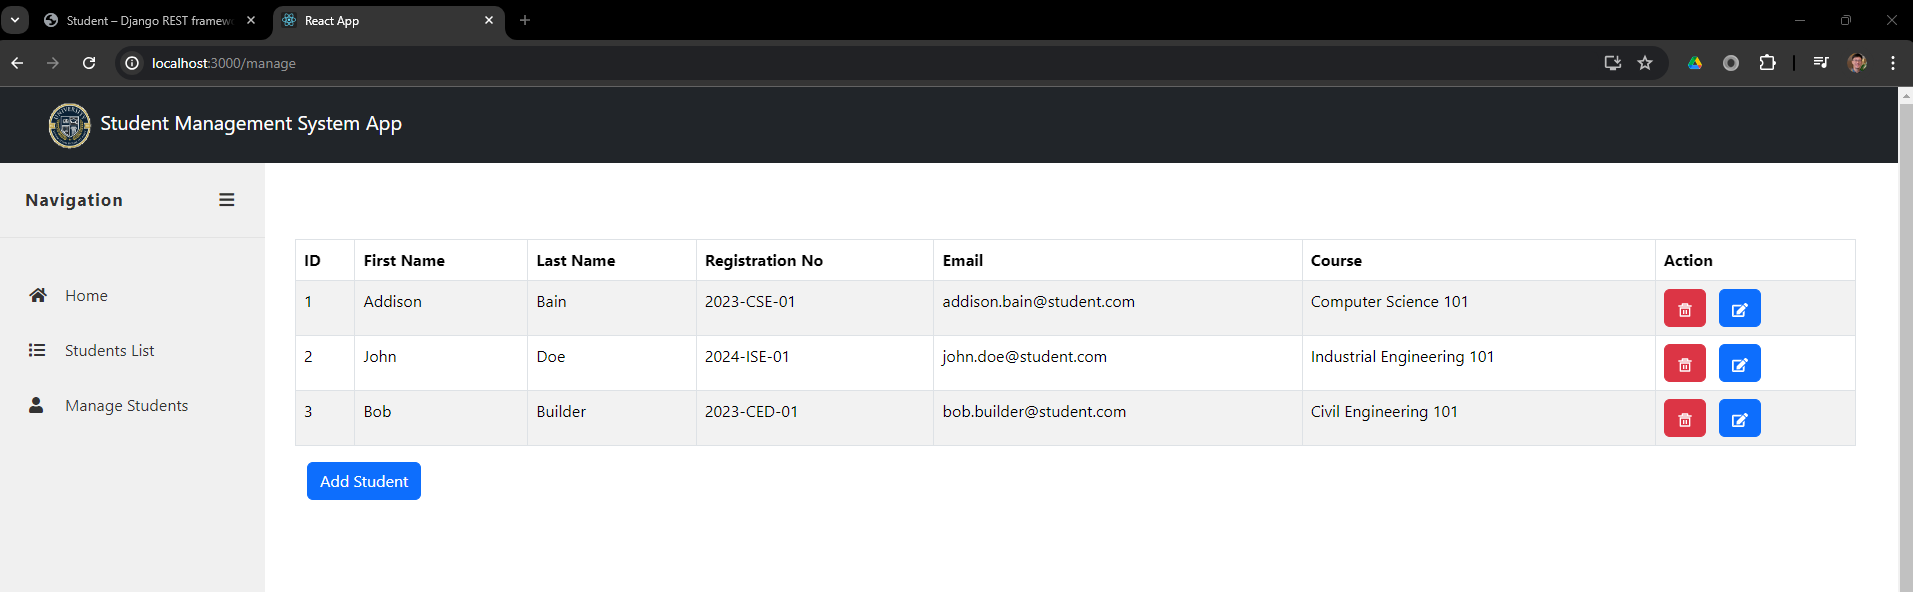 Student – Django REST framew
React App
localhost:3000/manage
UNIVERSITY
Student Management System App
Navigation
Home
Students List
Manage Students
ID First Name Last Name Registration No Email Course Action
1 Addison Bain 2023-CSE-01 addison.bain@student.com Computer Science 101
2 John Doe 2024-ISE-01 john.doe@student.com Industrial Engineering 101
3 Bob Builder 2023-CED-01 bob.builder@student.com Civil Engineering 101
Add Student